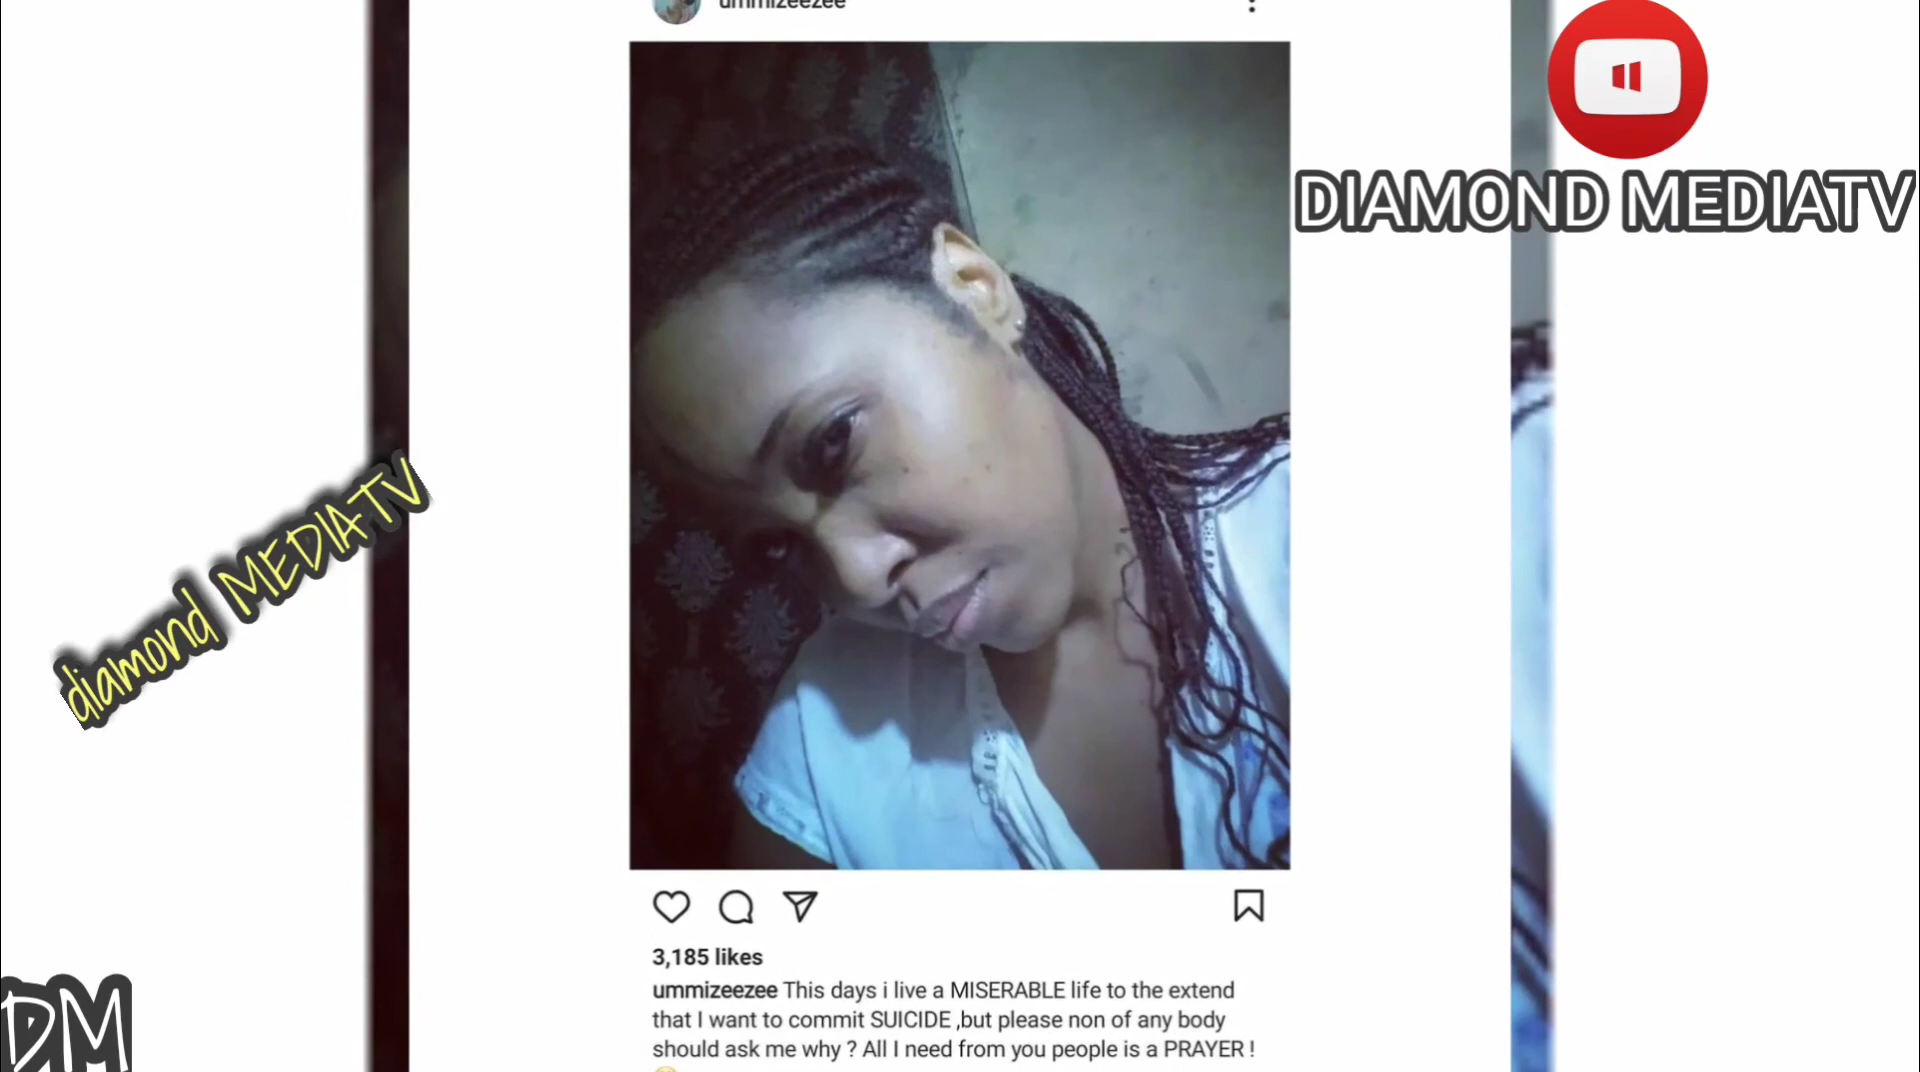 ummizeezee
DIAMOND MEDIATV
diamond MEDIATV
3,185 likes
ummizeezee This days i live a MISERABLE life to the extend
that I want to commit SUICIDE ,but please non of any body
should ask me why ? All I need from you people is a PRAYER !
DM